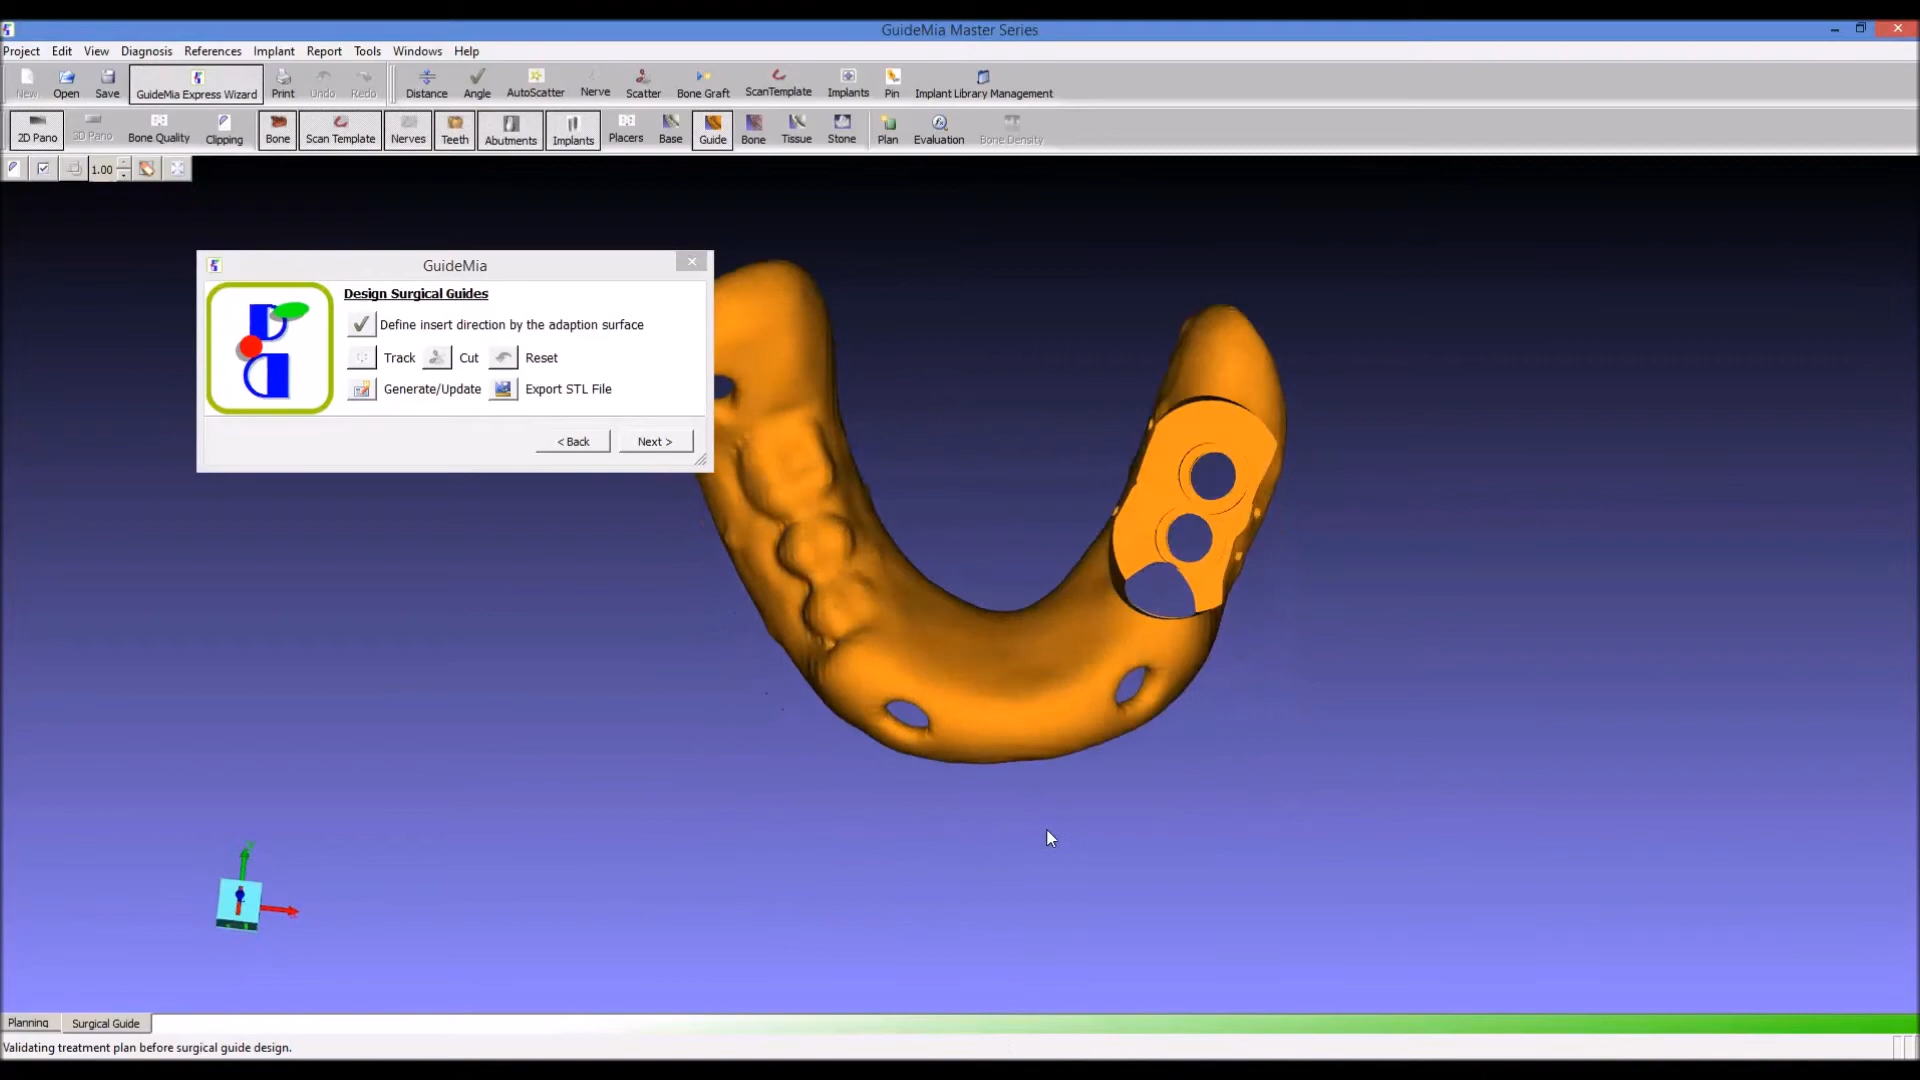 GuideMia Master Series
Project Edit View Diagnosis References Implant Report Tools Windows Help
New Open Save GuideMia Express Wizard Print Undo Redo Distance Angle AutoScatter Nerve Scatter Bone Graft ScanTemplate Implants Pin Implant Library Management
2D Pano 3D Pano Bone Quality Clipping Bone Scan Template Nerves Teeth Abutments Implants Placers Base Guide Bone Tissue Stone Plan Evaluation Bone Density
1.00
GuideMia
Design Surgical Guides
Define insert direction by the adaption surface
Track Cut Reset
Generate/Update Export STL File
< Back Next >
Planning Surgical Guide
Validating treatment plan before surgical guide design.